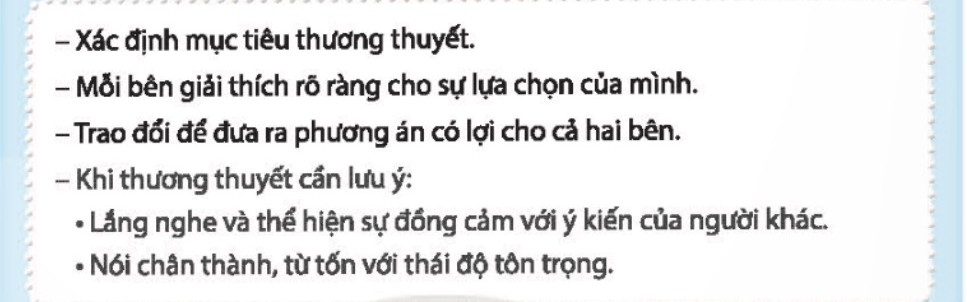 – Xác định mục tiêu thương thuyết.
– Mỗi bên giải thích rõ ràng cho sự lựa chọn của mình.
– Trao đổi để đưa ra phương án có lợi cho cả hai bên.
– Khi thương thuyết cần lưu ý:
• Lắng nghe và thể hiện sự đồng cảm với ý kiến của người khác.
• Nói chân thành, từ tốn với thái độ tôn trọng.